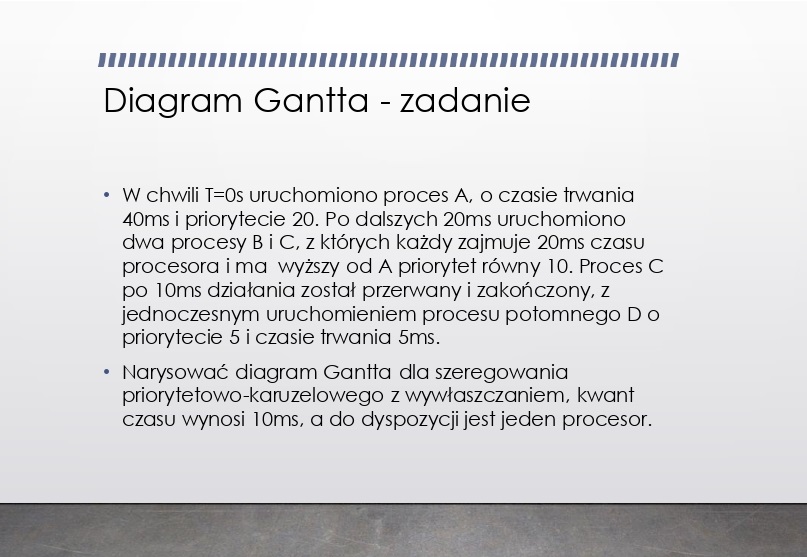 Diagram Gantta - zadanie
• W chwili T=0s uruchomiono proces A, o czasie trwania
40ms i priorytecie 20. Po dalszych 20ms uruchomiono
dwa procesy B i C, z których każdy zajmuje 20ms czasu
procesora i ma  wyższy od A priorytet równy 10. Proces C
po 10ms działania został przerwany i zakończony, z
jednoczesnym uruchomieniem procesu potomnego D o
priorytecie 5 i czasie trwania 5ms.
• Narysować diagram Gantta dla szeregowania
priorytetowo-karuzelowego z wywłaszczaniem, kwant
czasu wynosi 10ms, a do dyspozycji jest jeden procesor.